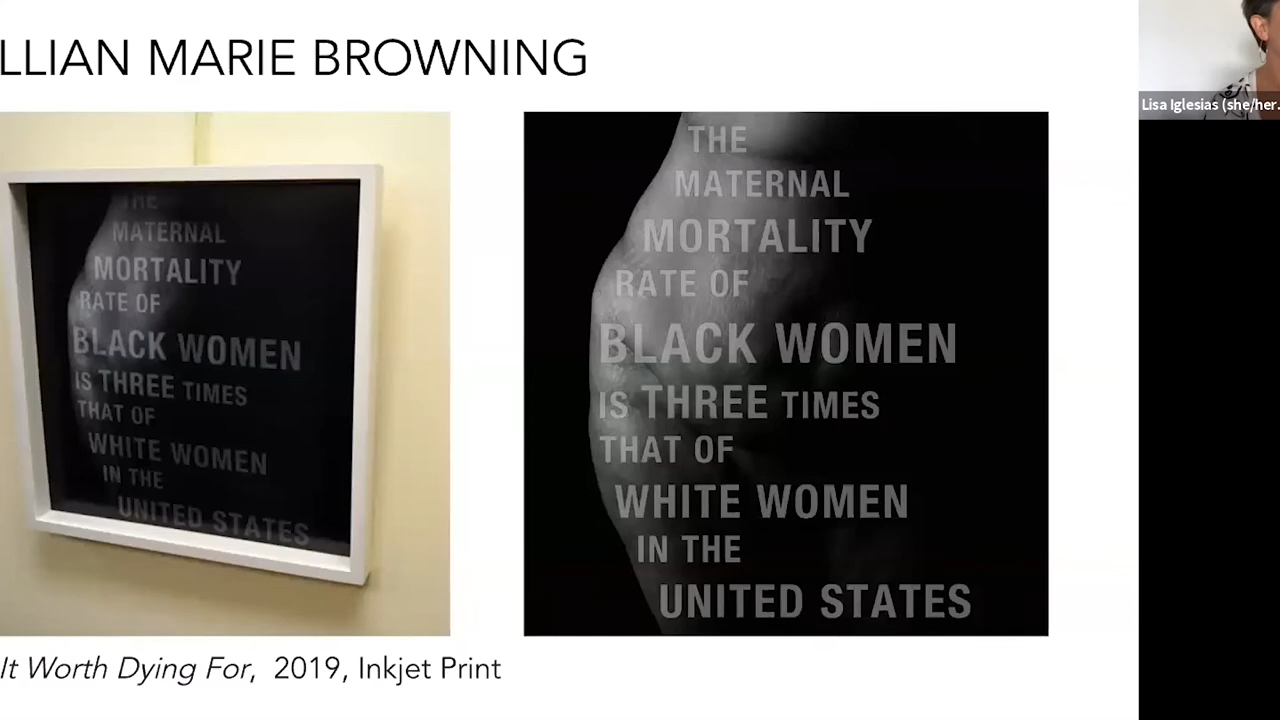 LLIAN MARIE BROWNING
Lisa Iglesias (she/her...
THE
MATERNAL
MORTALITY
RATE OF
BLACK WOMEN
IS THREE TIMES
THAT OF
WHITE WOMEN
IN THE
UNITED STATES
THE
MATERNAL
MORTALITY
RATE OF
BLACK WOMEN
IS THREE TIMES
THAT OF
WHITE WOMEN
IN THE
UNITED STATES
It Worth Dying For, 2019, Inkjet Print